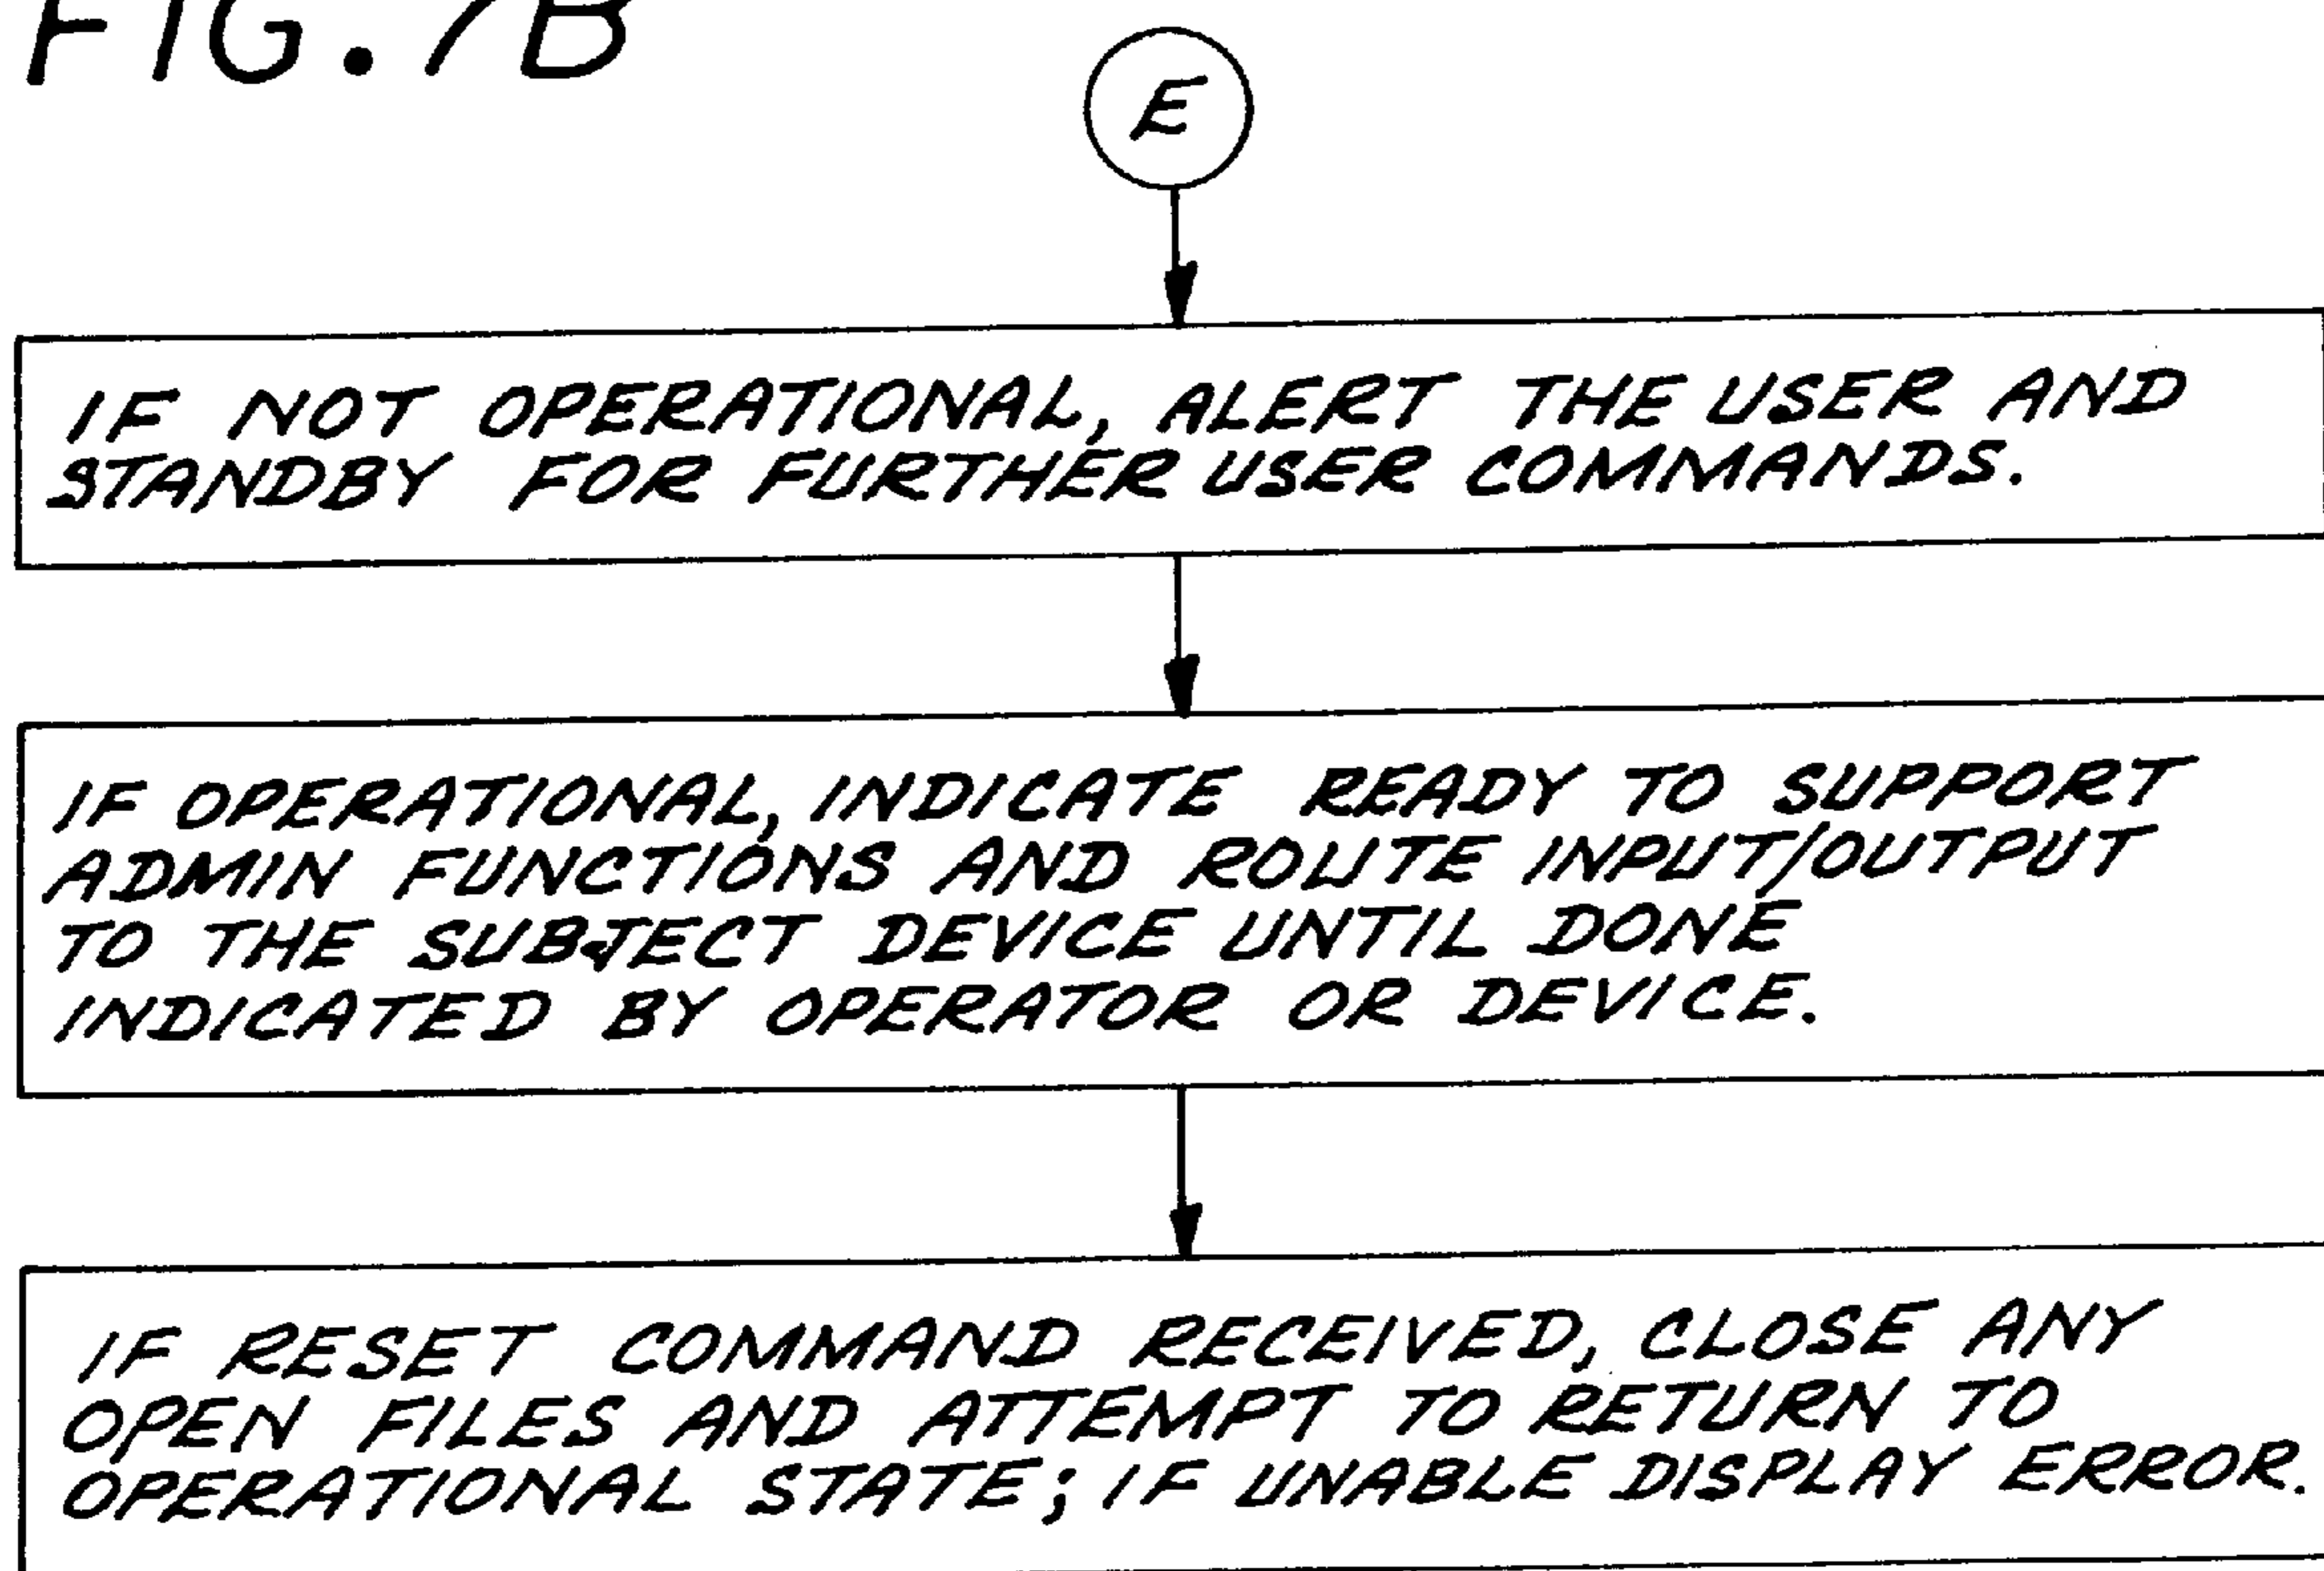 FIG. 7B
E
IF NOT OPERATIONAL, ALERT THE USER AND
STANDBY FOR FURTHER USER COMMANDS.
IF OPERATIONAL, INDICATE READY TO SUPPORT
ADMIN FUNCTIONS AND ROUTE INPUT/OUTPUT
TO THE SUBJECT DEVICE UNTIL DONE
INDICATED BY OPERATOR OR DEVICE.
IF RESET COMMAND RECEIVED, CLOSE ANY
OPEN FILES AND ATTEMPT TO RETURN TO
OPERATIONAL STATE; IF UNABLE DISPLAY ERROR.